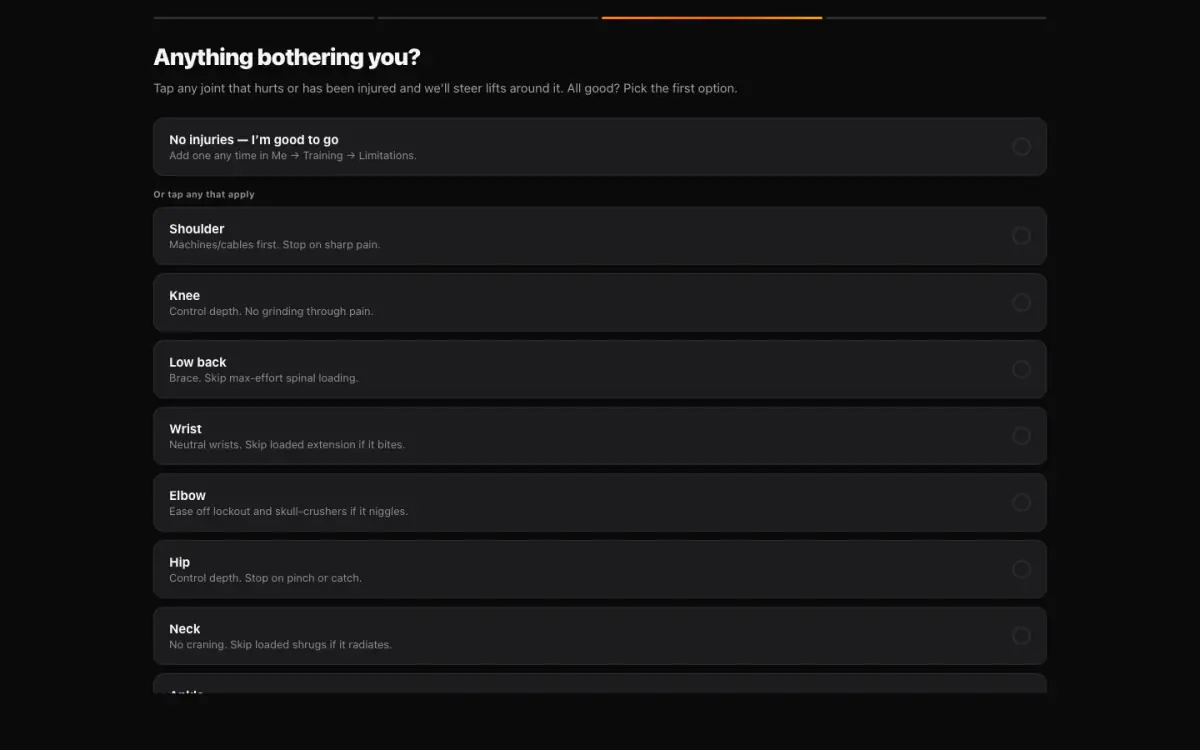 Anything bothering you?
Tap any joint that hurts or has been injured and we'll steer lifts around it. All good? Pick the first option.
No injuries — I'm good to go
Add one any time in Me → Training → Limitations.
Or tap any that apply
Shoulder
Machines/cables first. Stop on sharp pain.
Knee
Control depth. No grinding through pain.
Low back
Brace. Skip max-effort spinal loading.
Wrist
Neutral wrists. Skip loaded extension if it bites.
Elbow
Ease off lockout and skull-crushers if it niggles.
Hip
Control depth. Stop on pinch or catch.
Neck
No craning. Skip loaded shrugs if it radiates.
Ankle